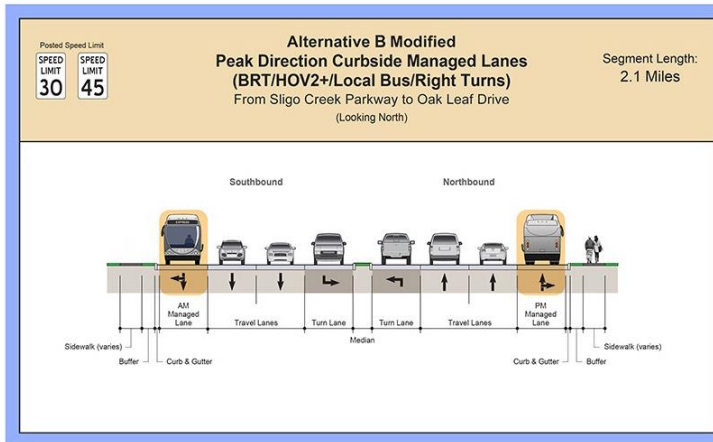 Posted Speed Limit
SPEED LIMIT 30
SPEED LIMIT 45
Alternative B Modified
Peak Direction Curbside Managed Lanes
(BRT/HOV2+/Local Bus/Right Turns)
From Sligo Creek Parkway to Oak Leaf Drive
(Looking North)
Segment Length:
2.1 Miles
Southbound
Northbound
AM
Managed
Lane
Travel Lanes
Turn Lane
Turn Lane
Travel Lanes
PM
Managed
Lane
Median
Sidewalk (varies)
Sidewalk (varies)
Buffer
Curb & Gutter
Curb & Gutter
Buffer